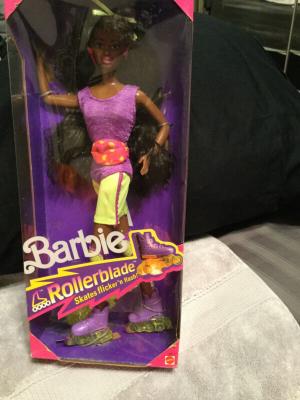 Barbie
Rollerblade
Skates flicker 'n flash!